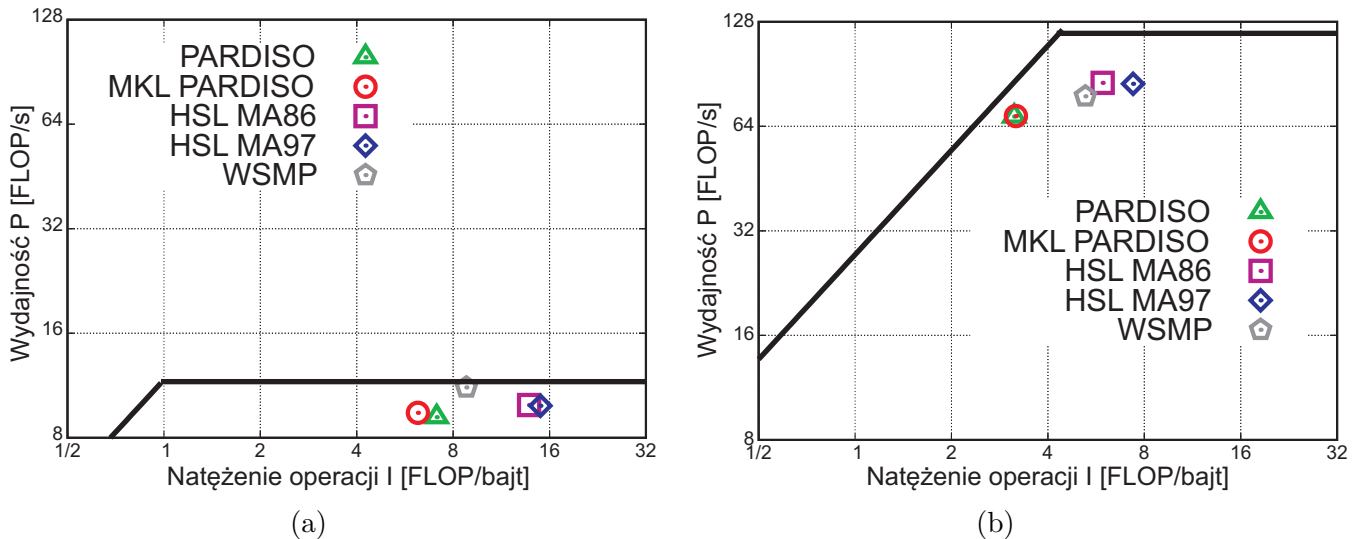 128
64
32
16
8
Wydajność P [FLOP/s]
PARDISO
MKL PARDISO
HSL MA86
HSL MA97
WSMP
1/2 1 2 4 8 16 32
Natężenie operacji I [FLOP/bajt]
(a)
128
64
32
16
8
Wydajność P [FLOP/s]
PARDISO
MKL PARDISO
HSL MA86
HSL MA97
WSMP
1/2 1 2 4 8 16 32
Natężenie operacji I [FLOP/bajt]
(b)